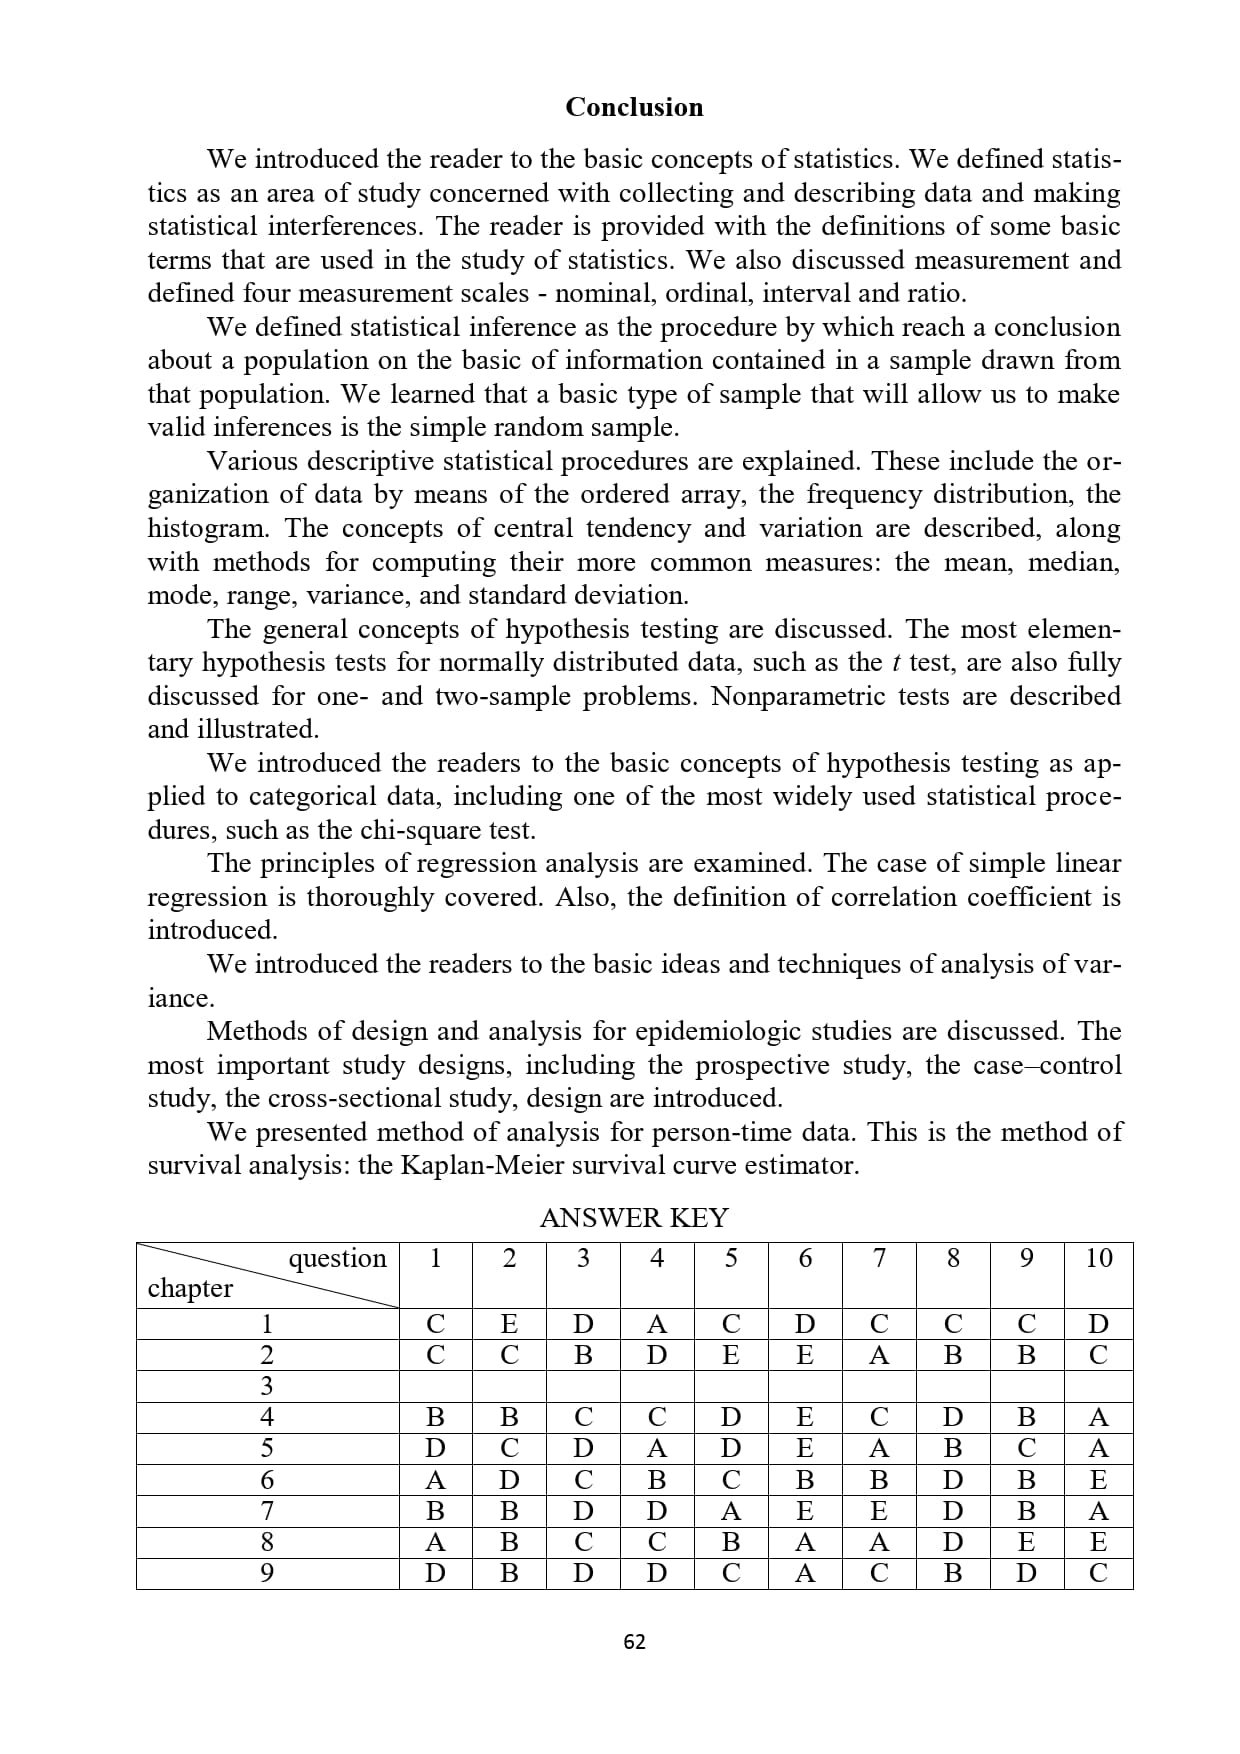 Conclusion
We introduced the reader to the basic concepts of statistics. We defined statis-
tics as an area of study concerned with collecting and describing data and making
statistical interferences. The reader is provided with the definitions of some basic
terms that are used in the study of statistics. We also discussed measurement and
defined four measurement scales - nominal, ordinal, interval and ratio.
We defined statistical inference as the procedure by which reach a conclusion
about a population on the basic of information contained in a sample drawn from
that population. We learned that a basic type of sample that will allow us to make
valid inferences is the simple random sample.
Various descriptive statistical procedures are explained. These include the or-
ganization of data by means of the ordered array, the frequency distribution, the
histogram. The concepts of central tendency and variation are described, along
with methods for computing their more common measures: the mean, median,
mode, range, variance, and standard deviation.
The general concepts of hypothesis testing are discussed. The most elemen-
tary hypothesis tests for normally distributed data, such as the t test, are also fully
discussed for one- and two-sample problems. Nonparametric tests are described
and illustrated.
We introduced the readers to the basic concepts of hypothesis testing as ap-
plied to categorical data, including one of the most widely used statistical proce-
dures, such as the chi-square test.
The principles of regression analysis are examined. The case of simple linear
regression is thoroughly covered. Also, the definition of correlation coefficient is
introduced.
We introduced the readers to the basic ideas and techniques of analysis of var-
iance.
Methods of design and analysis for epidemiologic studies are discussed. The
most important study designs, including the prospective study, the case–control
study, the cross-sectional study, design are introduced.
We presented method of analysis for person-time data. This is the method of
survival analysis: the Kaplan-Meier survival curve estimator.
ANSWER KEY
question 1 2 3 4 5 6 7 8 9 10
chapter
1 C E D A C D C C C D
2 C C B D E E A B B C
3
4 B B C C D E C D B A
5 D C D A D E A B C A
6 A D C B C B B D B E
7 B B D D A E E D B A
8 A B C C B A A D E E
9 D B D D C A C B D C
62